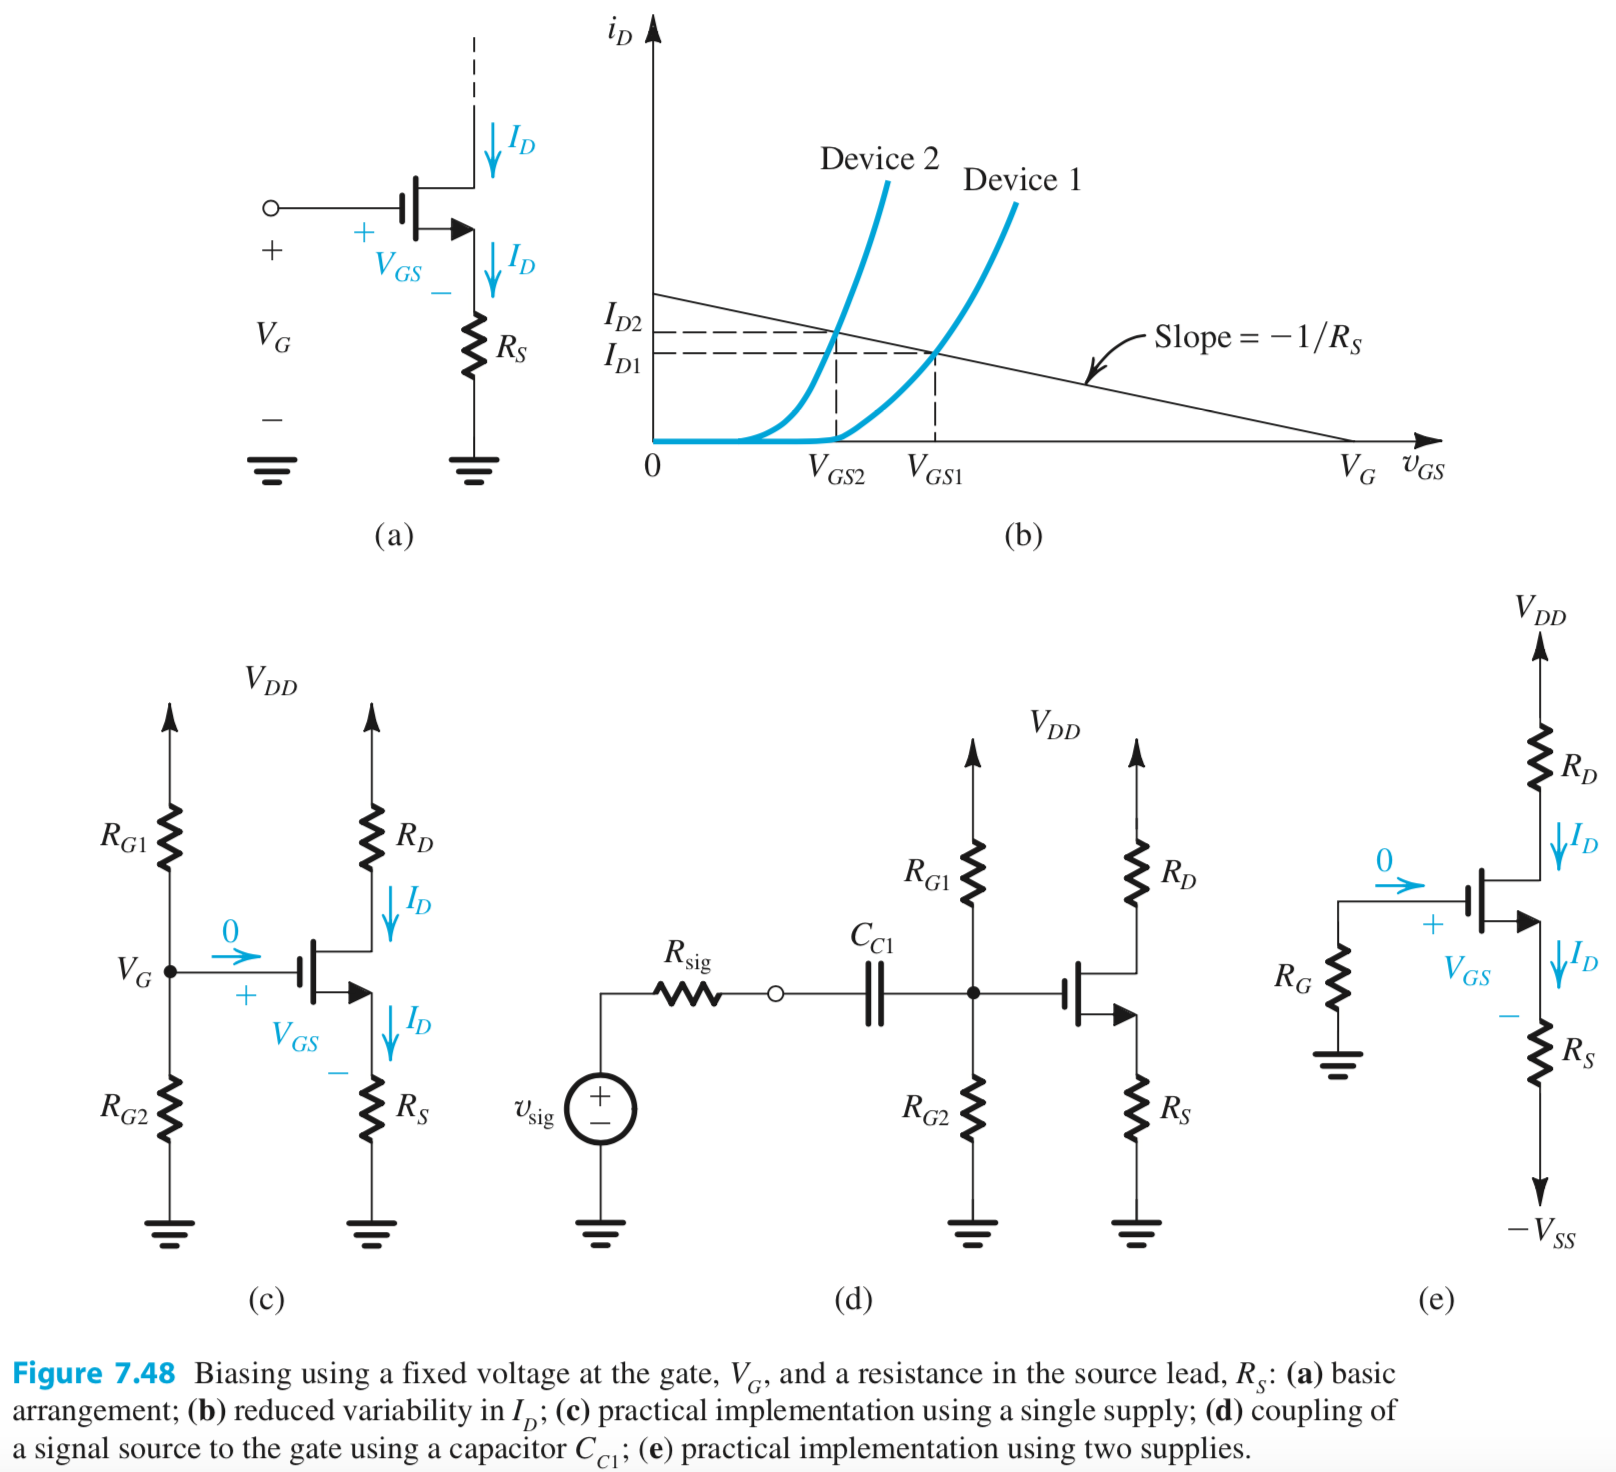 i_D
Device 2
Device 1
I_D
+
V_GS
−
I_D
+
V_G
−
R_S
I_D2
I_D1
Slope = −1/R_S
0
V_GS2
V_GS1
V_G
v_GS
(a)
(b)
V_DD
R_G1
R_D
I_D
0
V_G
+
V_GS
−
I_D
R_G2
R_S
(c)
V_DD
R_G1
R_D
C_C1
R_sig
v_sig
+
−
R_G2
R_S
(d)
V_DD
R_D
I_D
0
+
V_GS
−
I_D
R_G
R_S
−V_SS
(e)
Figure 7.48 Biasing using a fixed voltage at the gate, V_G, and a resistance in the source lead, R_S: (a) basic
arrangement; (b) reduced variability in I_D; (c) practical implementation using a single supply; (d) coupling of
a signal source to the gate using a capacitor C_C1; (e) practical implementation using two supplies.